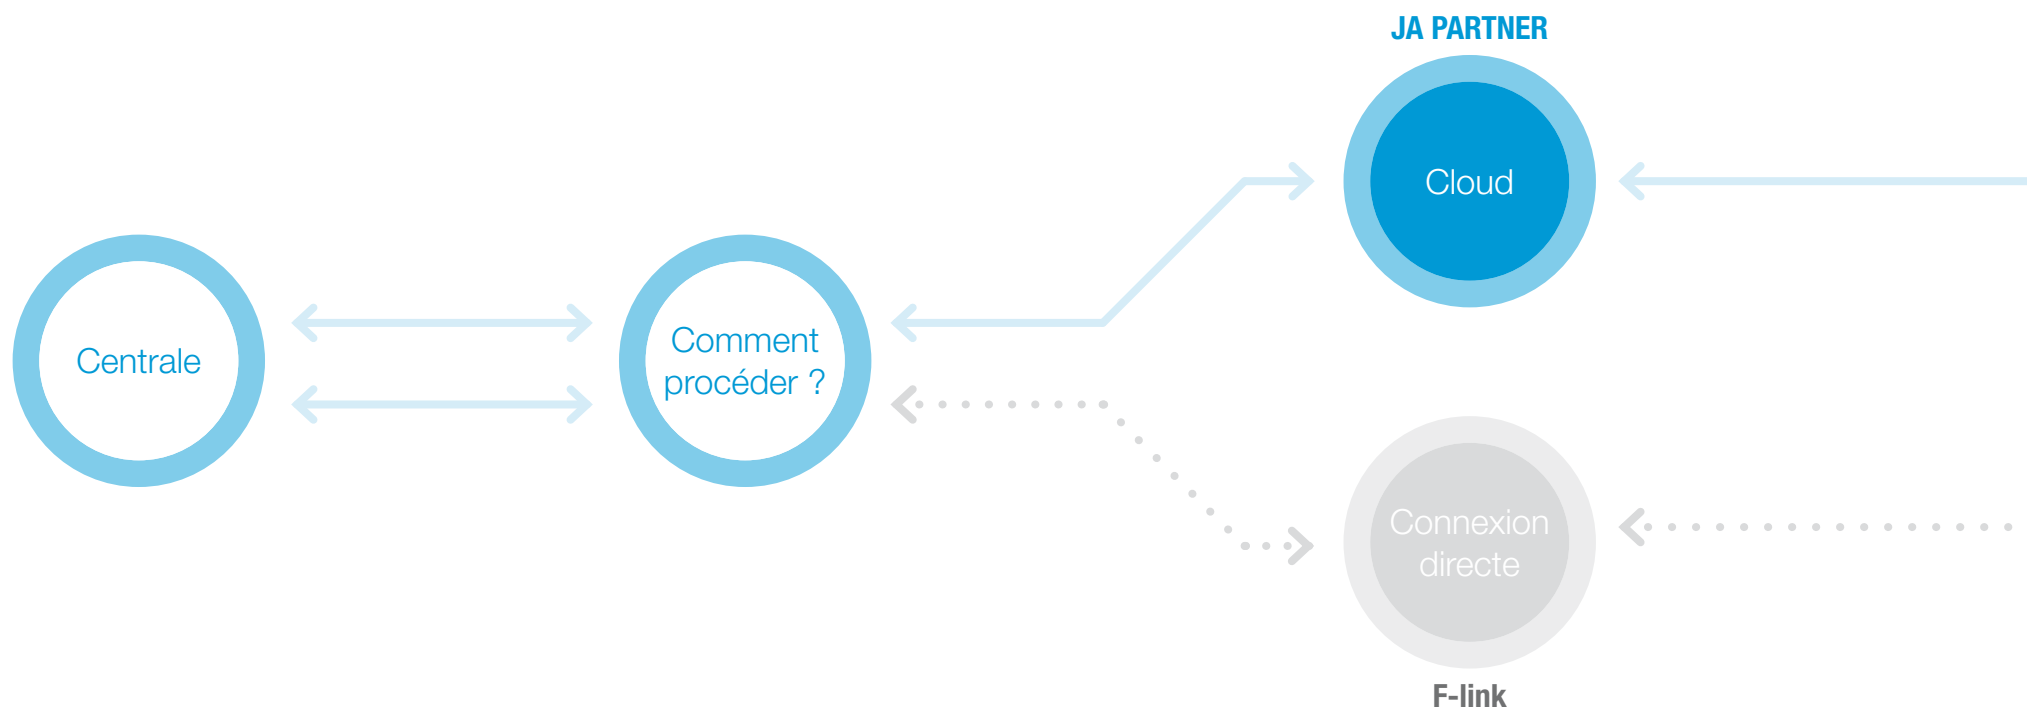 JA PARTNER
Cloud
Centrale
Comment
procéder ?
Connexion
directe
F-link